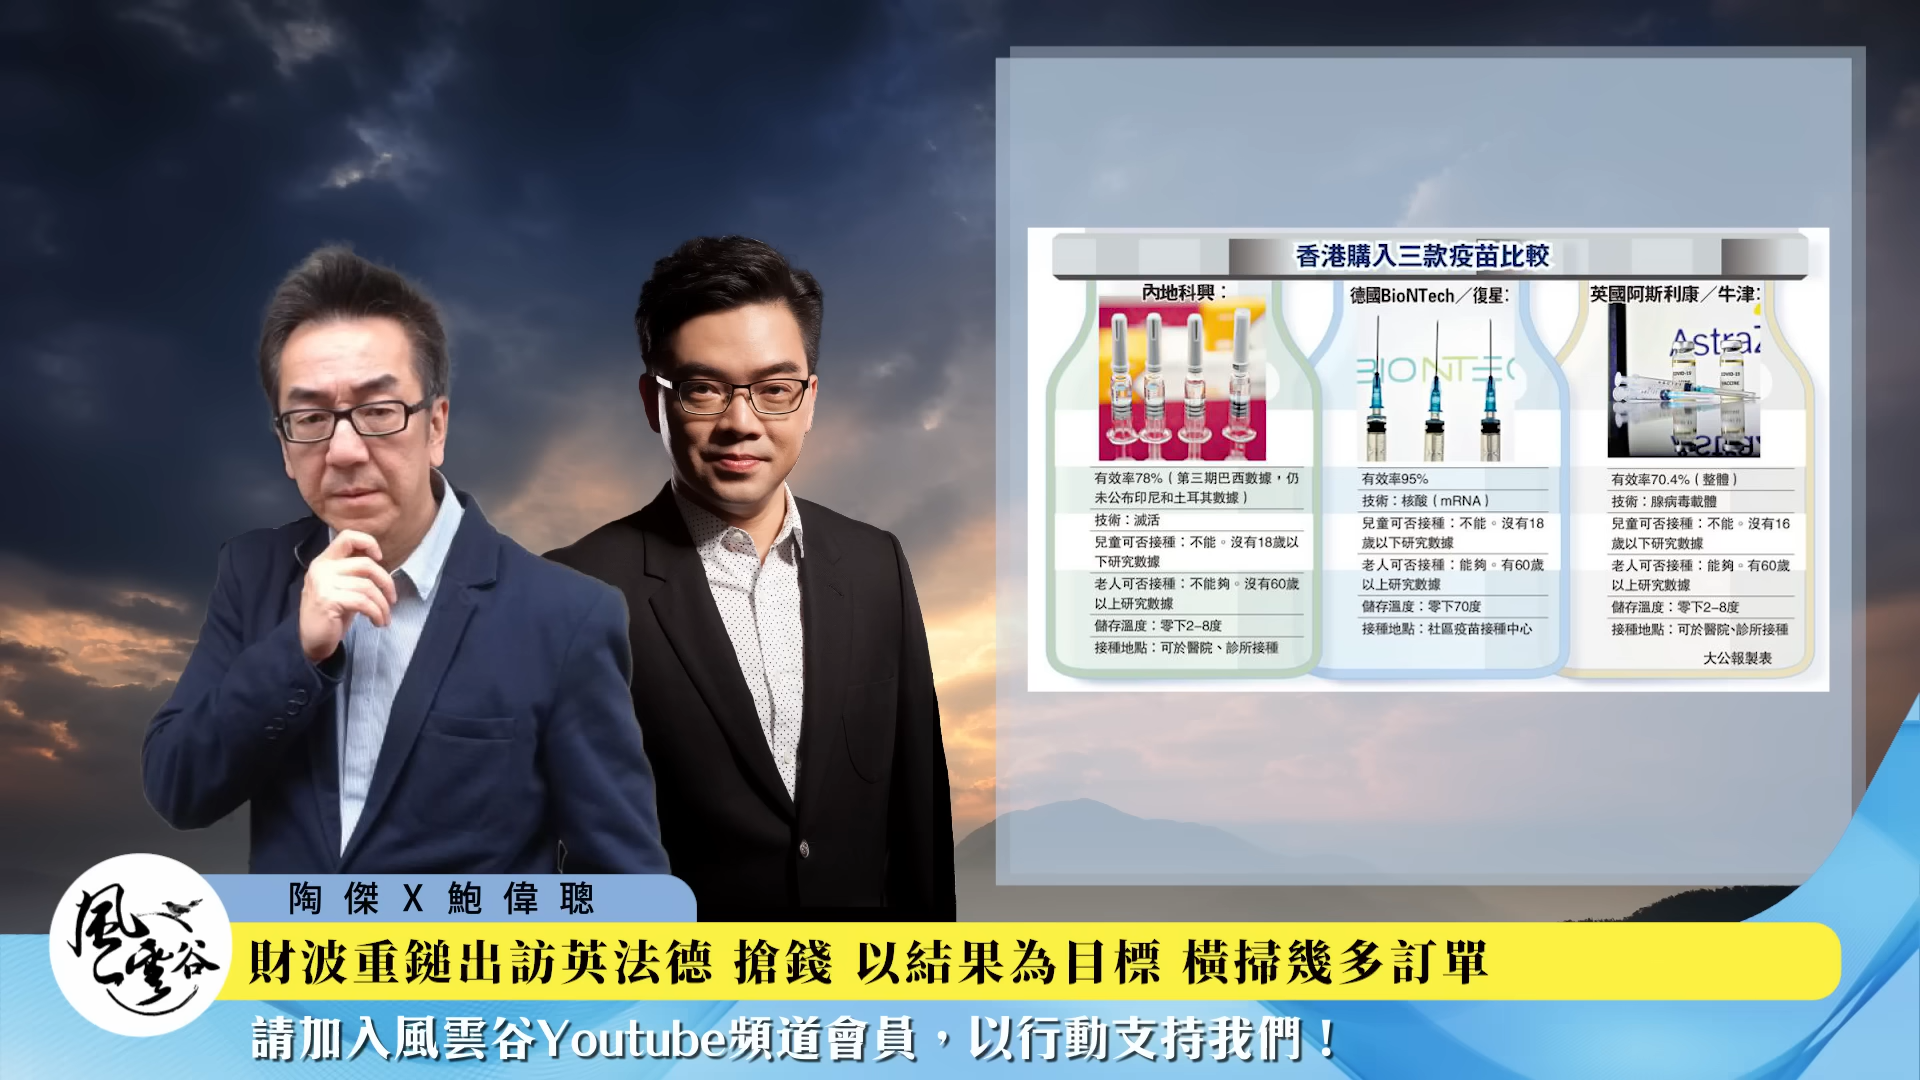 香港購入三款疫苗比較
內地科興：
有效率78%（第三期巴西數據，仍
未公布印尼和土耳其數據）
技術：滅活
兒童可否接種：不能。沒有18歲以
下研究數據
老人可否接種：不能夠。沒有60歲
以上研究數據
儲存溫度：零下2–8度
接種地點：可於醫院、診所接種
德國BioNTech／復星：
BIONTEC
有效率95%
技術：核酸（mRNA）
兒童可否接種：不能。沒有18
歲以下研究數據
老人可否接種：能夠。有60歲
以上研究數據
儲存溫度：零下70度
接種地點：社區疫苗接種中心
英國阿斯利康／牛津：
AstraZ
COVID-19
VACCINE
有效率70.4%（整體）
技術：腺病毒載體
兒童可否接種：不能。沒有16
歲以下研究數據
老人可否接種：能夠。有60歲
以上研究數據
儲存溫度：零下2–8度
接種地點：可於醫院、診所接種
大公報製表
風雲谷
陶傑X鮑偉聰
財波重鎚出訪英法德 搶錢 以結果為目標 橫掃幾多訂單
請加入風雲谷Youtube頻道會員，以行動支持我們！